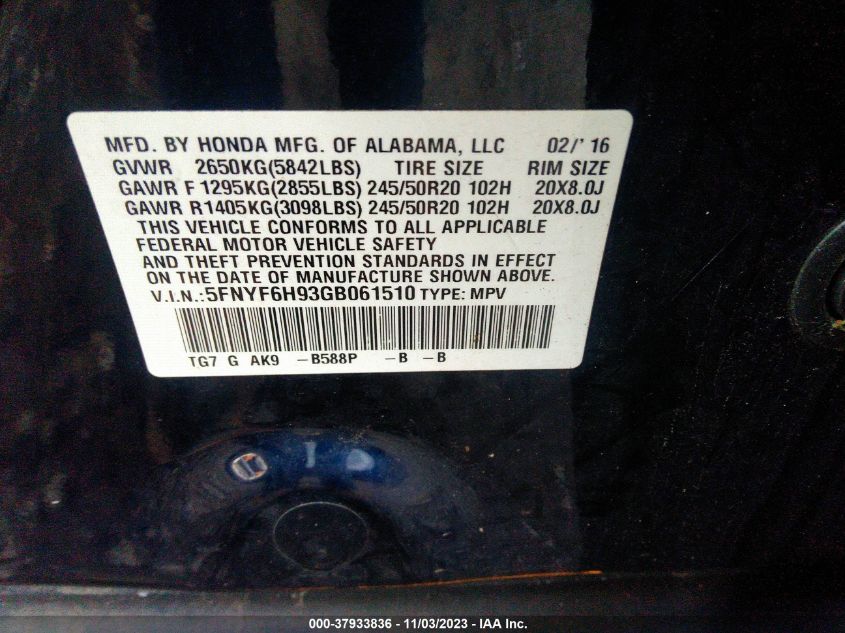 MFD. BY HONDA MFG. OF ALABAMA, LLC 02/' 16
GVWR 2650KG(5842LBS) TIRE SIZE RIM SIZE
GAWR F 1295KG(2855LBS) 245/50R20 102H 20X8.0J
GAWR R1405KG(3098LBS) 245/50R20 102H 20X8.0J
THIS VEHICLE CONFORMS TO ALL APPLICABLE
FEDERAL MOTOR VEHICLE SAFETY
AND THEFT PREVENTION STANDARDS IN EFFECT
ON THE DATE OF MANUFACTURE SHOWN ABOVE.
V.I.N.:5FNYF6H93GB061510 TYPE: MPV
TG7 G AK9 -B588P -B -B
000-37933836 - 11/03/2023 - IAA Inc.